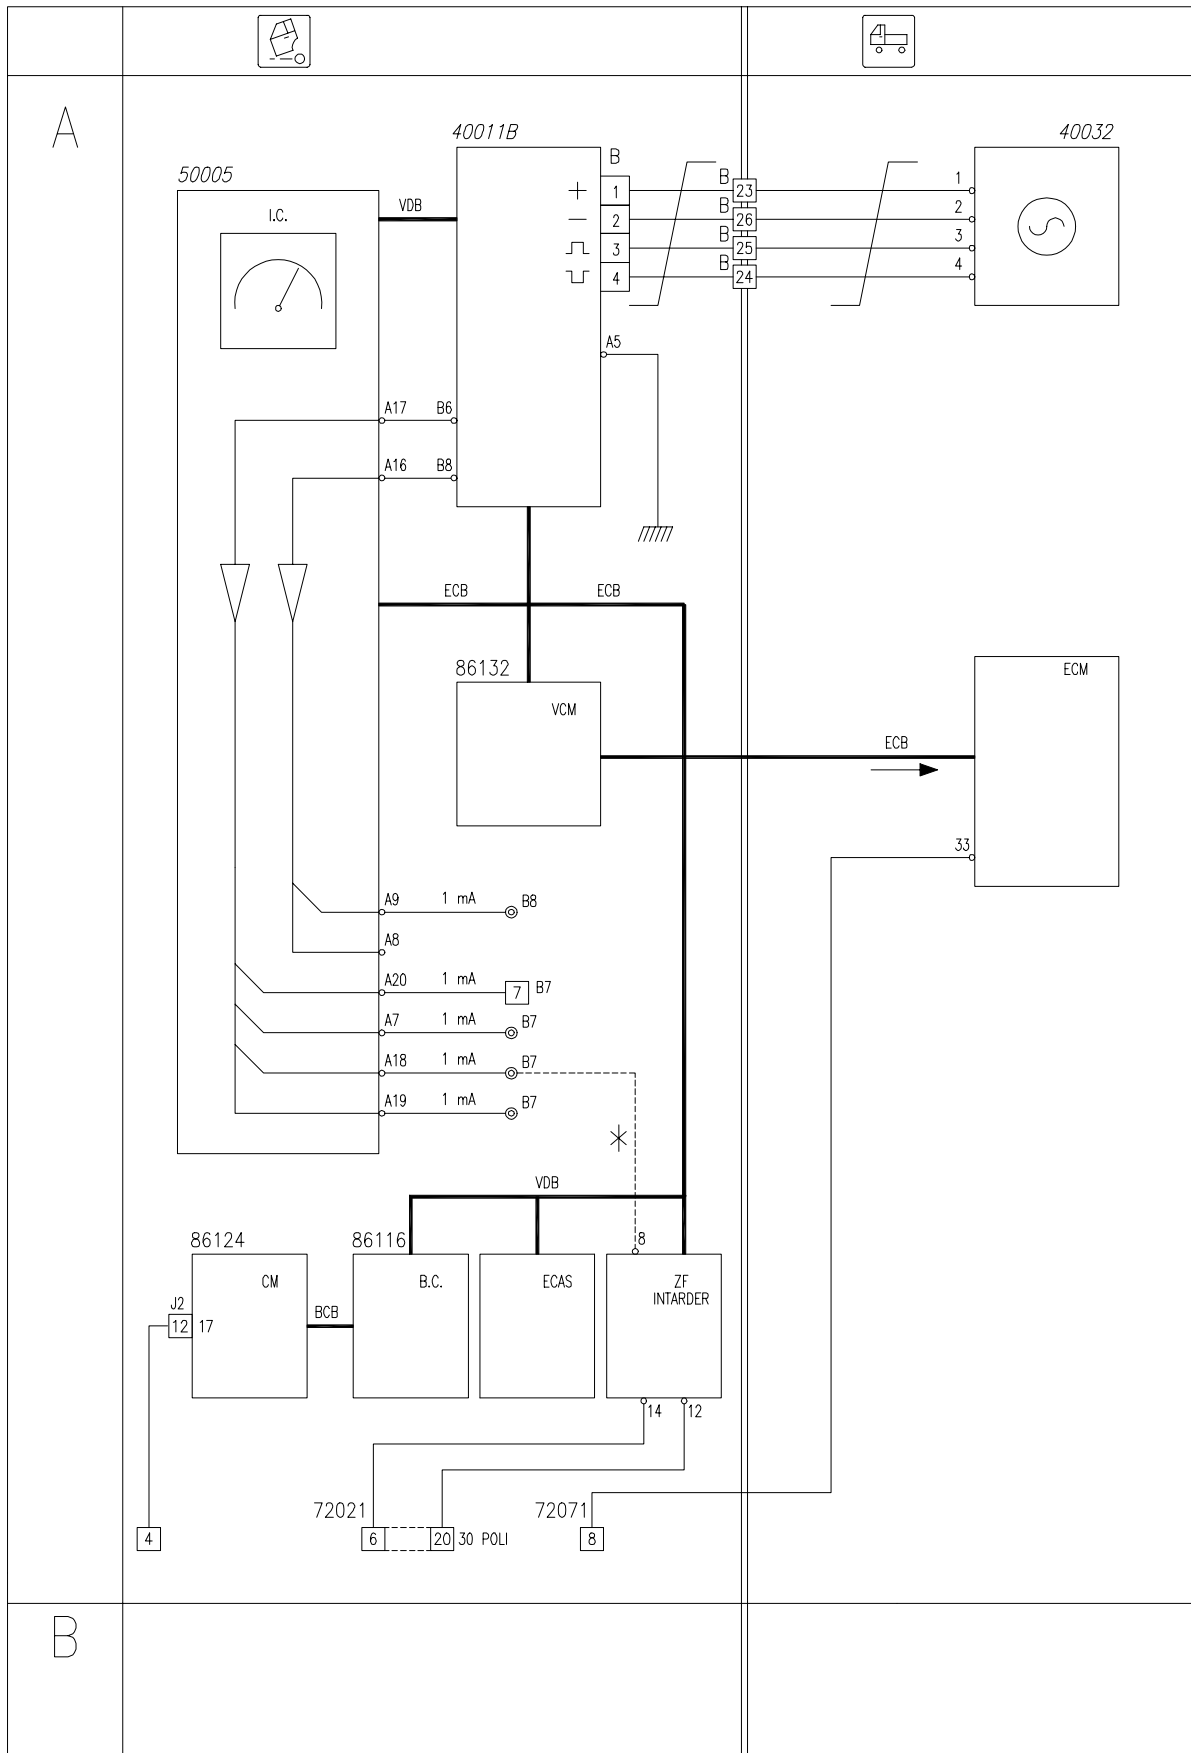 A
40011B
40032
50005
B
I.C.
VDB
+
1
B
23
1
—
2
B
26
2
3
B
25
3
4
B
24
4
A5
A17
B6
A16
B8
ECB
ECB
86132
VCM
ECM
ECB
33
A9
1 mA
B8
A8
A20
1 mA
7
B7
A7
1 mA
B7
A18
1 mA
B7
A19
1 mA
B7
*
VDB
86124
86116
8
CM
B.C.
ECAS
ZF
INTARDER
J2
12
17
BCB
14
12
72021
72071
4
6
20
30 POLI
8
B